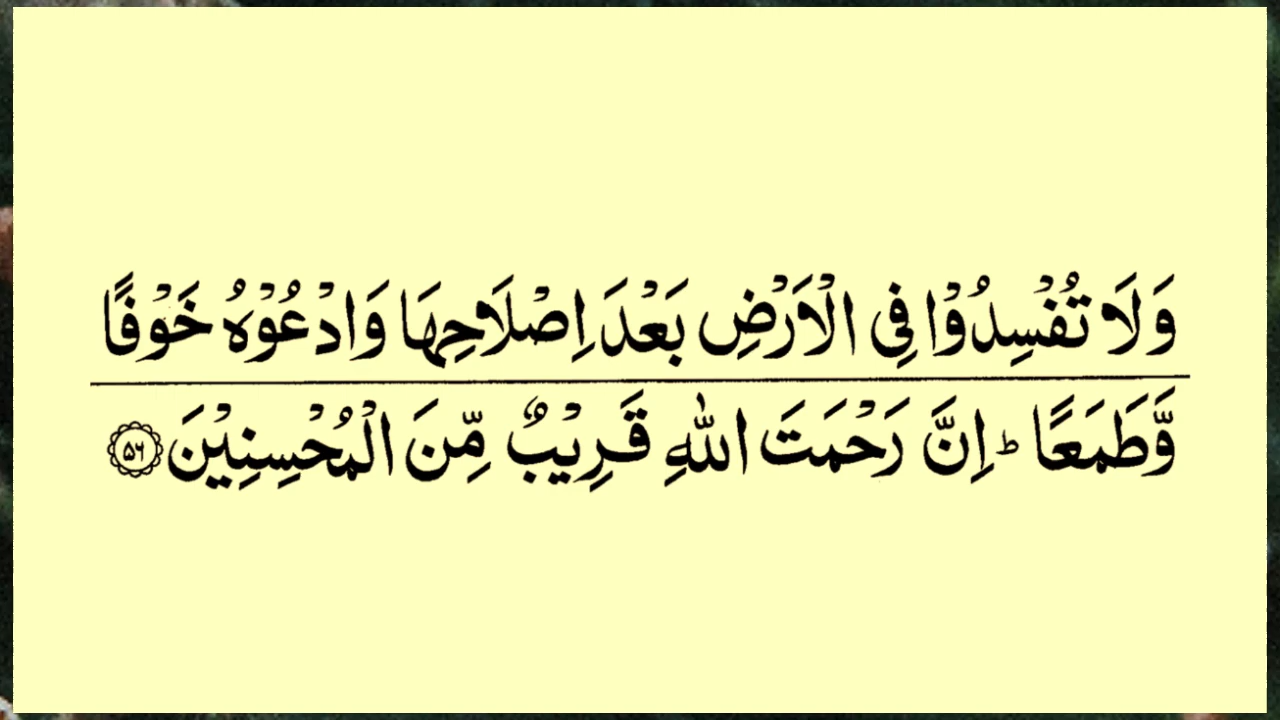 وَلَا تُفْسِدُوْا فِي الْاَرْضِ بَعْدَ اِصْلَاحِهَا وَادْعُوْهُ خَوْفًا
وَّطَمَعًا ؕ اِنَّ رَحْمَتَ اللّٰهِ قَرِيْبٌ مِّنَ الْمُحْسِنِيْنَ ۝۵۶